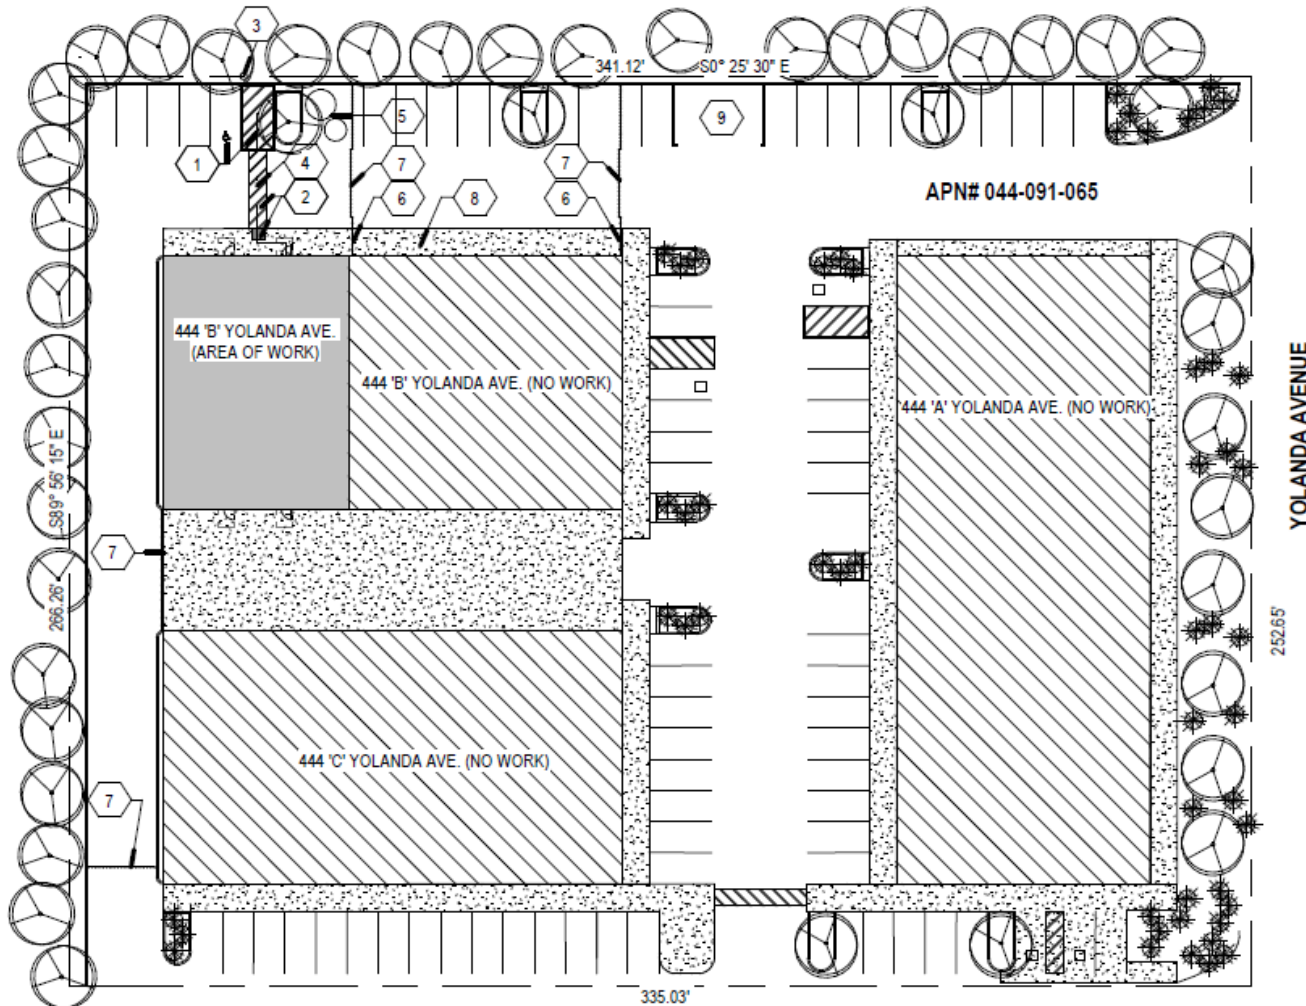 3
341.12' S0° 25' 30" E
5
9
1
4
7
7
2
6
8
6
APN# 044-091-065
444 'B' YOLANDA AVE.
(AREA OF WORK)
444 'B' YOLANDA AVE. (NO WORK)
444 'A' YOLANDA AVE. (NO WORK)
YOLANDA AVENUE
S89° 56' 15" E
7
266.26'
252.65'
444 'C' YOLANDA AVE. (NO WORK)
7
335.03'